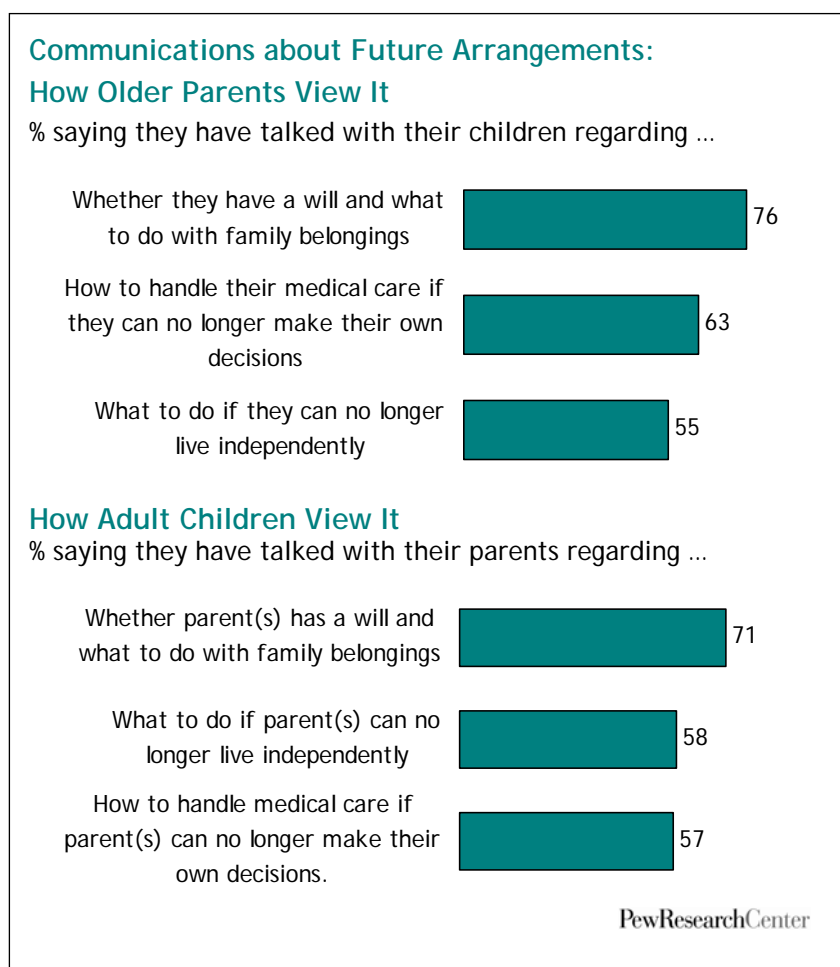 Communications about Future Arrangements:
How Older Parents View It
% saying they have talked with their children regarding ...
Whether they have a will and what
to do with family belongings
76
How to handle their medical care if
they can no longer make their own
decisions
63
What to do if they can no longer
live independently
55
How Adult Children View It
% saying they have talked with their parents regarding ...
Whether parent(s) has a will and
what to do with family belongings
71
What to do if parent(s) can no
longer live independently
58
How to handle medical care if
parent(s) can no longer make their
own decisions.
57
PewResearchCenter